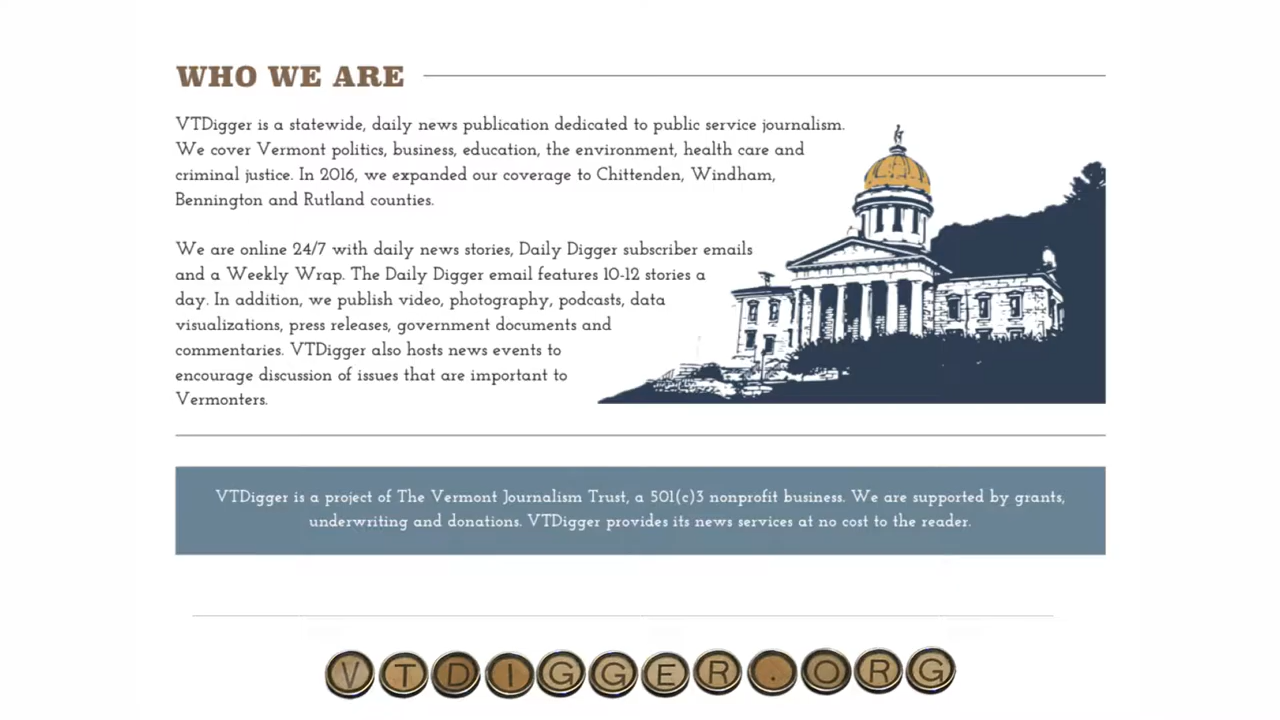 WHO WE ARE
VTDigger is a statewide, daily news publication dedicated to public service journalism.
We cover Vermont politics, business, education, the environment, health care and
criminal justice. In 2016, we expanded our coverage to Chittenden, Windham,
Bennington and Rutland counties.
We are online 24/7 with daily news stories, Daily Digger subscriber emails
and a Weekly Wrap. The Daily Digger email features 10-12 stories a
day. In addition, we publish video, photography, podcasts, data
visualizations, press releases, government documents and
commentaries. VTDigger also hosts news events to
encourage discussion of issues that are important to
Vermonters.
VTDigger is a project of The Vermont Journalism Trust, a 501(c)3 nonprofit business. We are supported by grants,
underwriting and donations. VTDigger provides its news services at no cost to the reader.
VTDIGGER.ORG